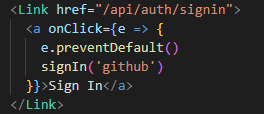 <Link href="/api/auth/signin">
  <a onClick={e => {
    e.preventDefault()
    signIn('github')
  }}>Sign In</a>
</Link>